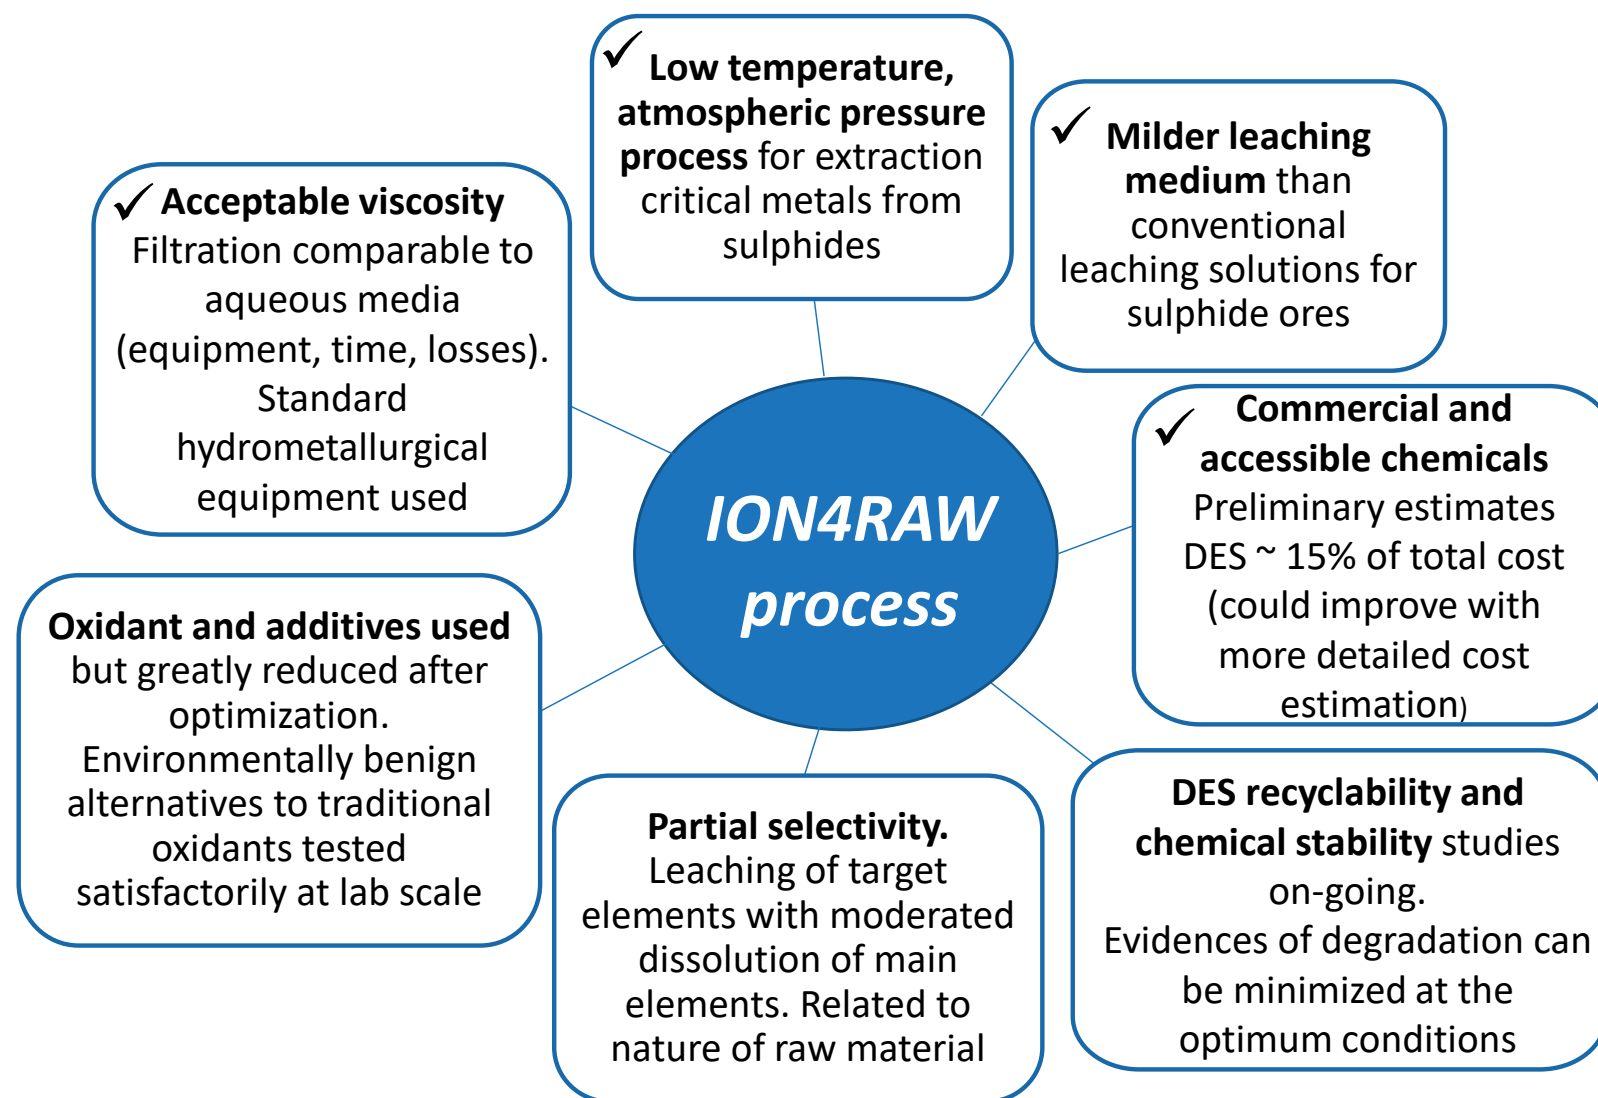 ✓ Low temperature,
atmospheric pressure
process for extraction
critical metals from
sulphides
✓ Milder leaching
medium than
conventional
leaching solutions for
sulphide ores
✓ Acceptable viscosity
Filtration comparable to
aqueous media
(equipment, time, losses).
Standard
hydrometallurgical
equipment used
✓ Commercial and
accessible chemicals
Preliminary estimates
DES ~ 15% of total cost
(could improve with
more detailed cost
estimation)
ION4RAW
process
Oxidant and additives used
but greatly reduced after
optimization.
Environmentally benign
alternatives to traditional
oxidants tested
satisfactorily at lab scale
Partial selectivity.
Leaching of target
elements with moderated
dissolution of main
elements. Related to
nature of raw material
DES recyclability and
chemical stability studies
on-going.
Evidences of degradation can
be minimized at the
optimum conditions